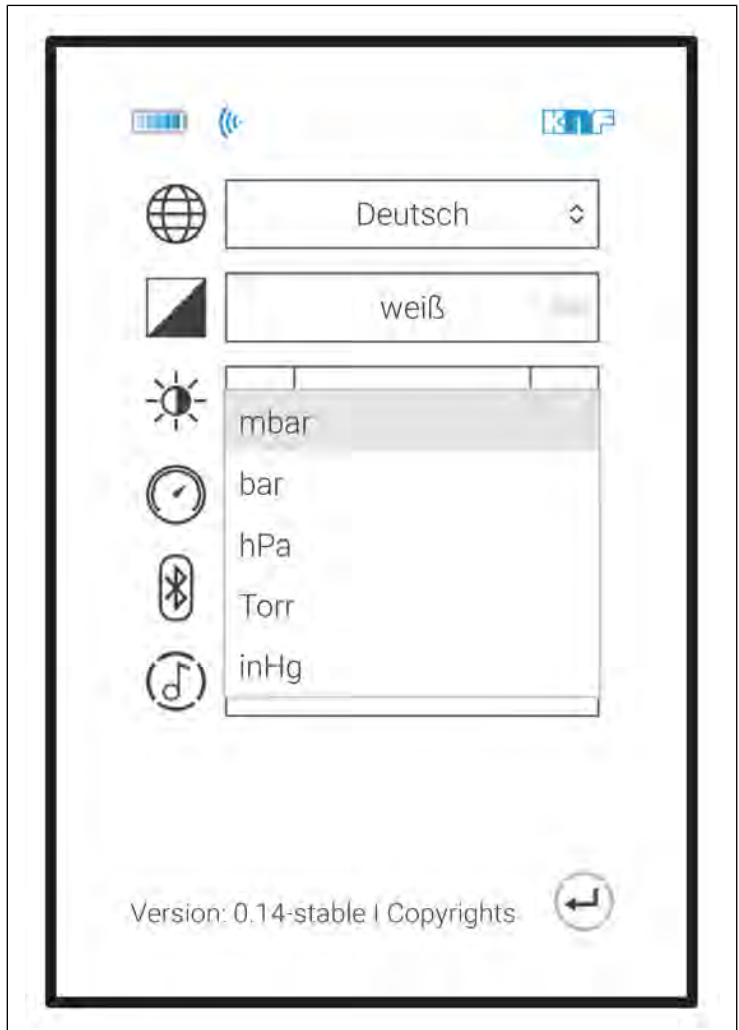 KNF
Deutsch
weiß
mbar
bar
hPa
Torr
inHg
Version: 0.14-stable I Copyrights